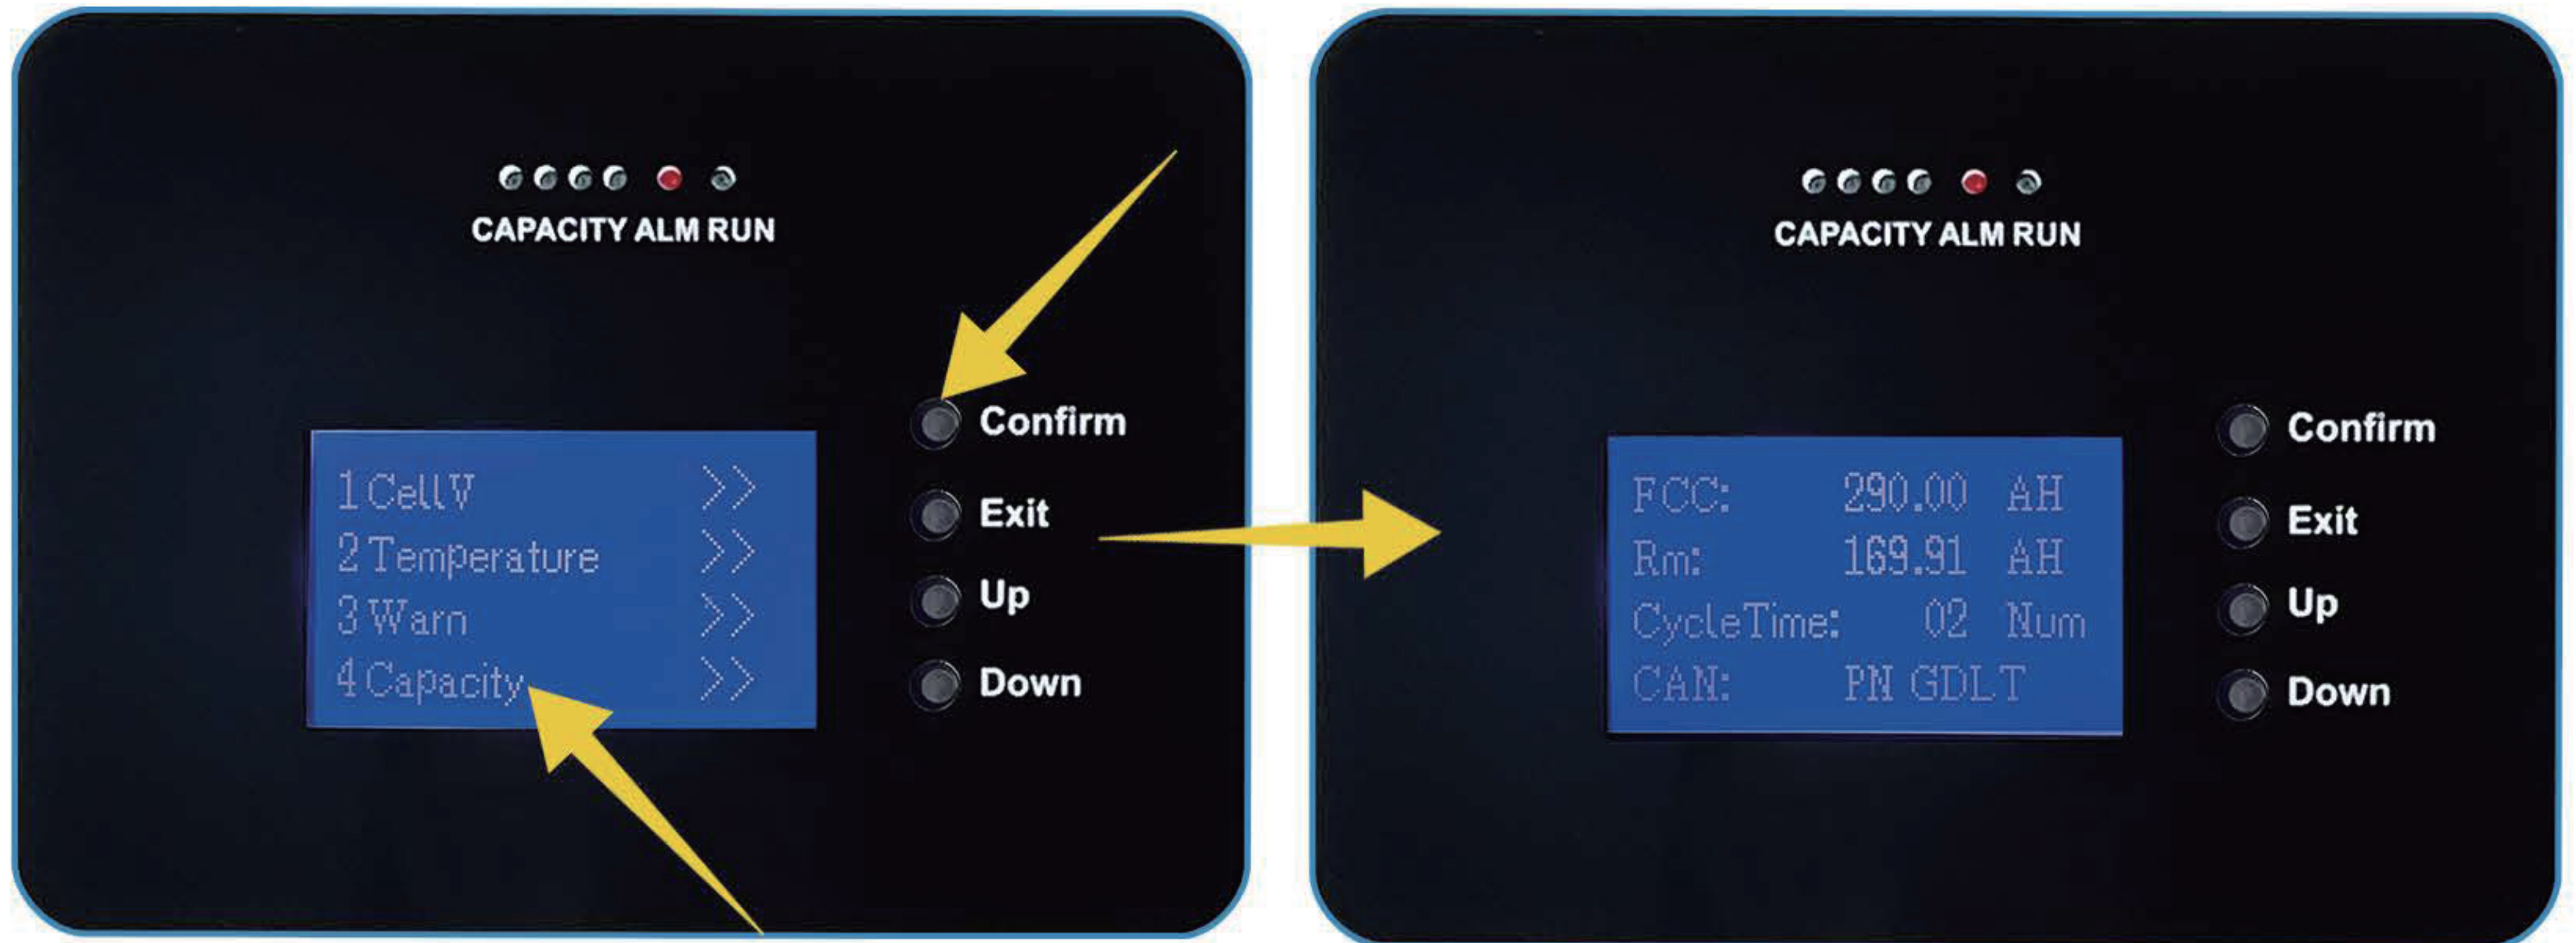 CAPACITY ALM RUN
1 CellV >>
2 Temperature >>
3 Warn >>
4 Capacity >>
Confirm
Exit
Up
Down
CAPACITY ALM RUN
FCC: 290.00 AH
Rm: 169.91 AH
CycleTime: 02 Num
CAN: PN GDLT
Confirm
Exit
Up
Down